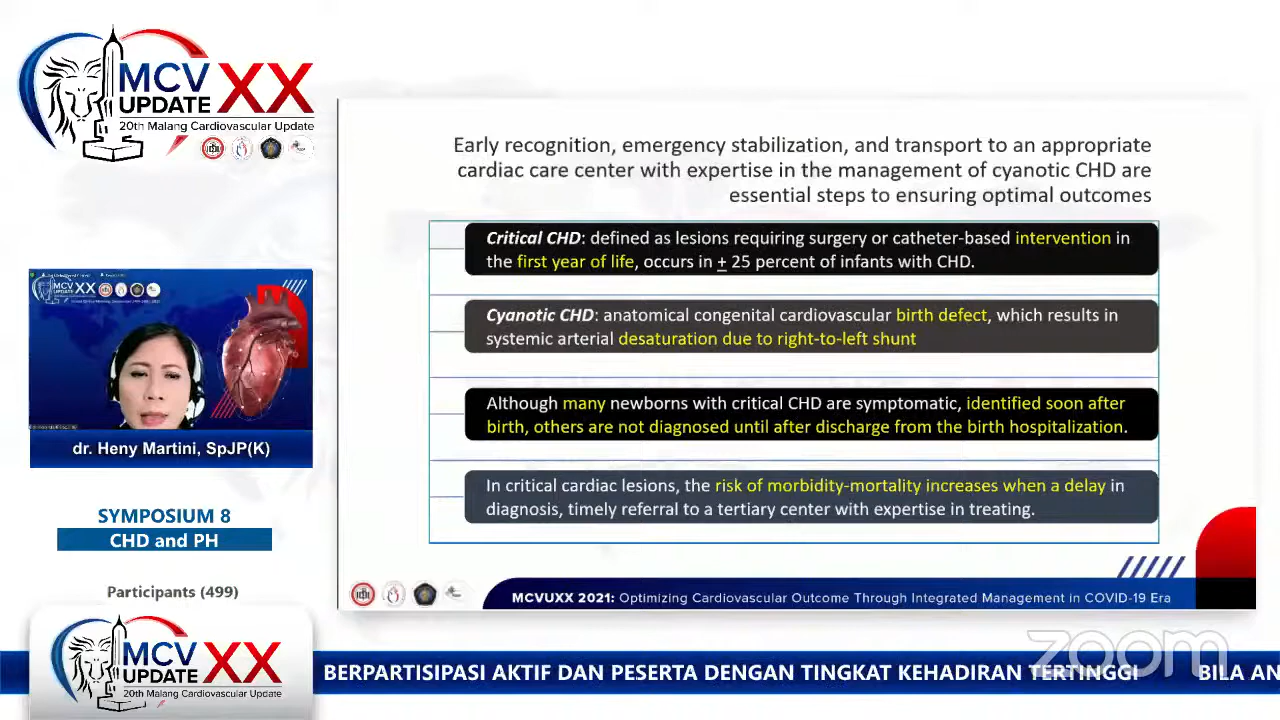 MCV
UPDATE
XX
20th Malang Cardiovascular Update
Early recognition, emergency stabilization, and transport to an appropriate
cardiac care center with expertise in the management of cyanotic CHD are
essential steps to ensuring optimal outcomes
Critical CHD: defined as lesions requiring surgery or catheter-based intervention in
the first year of life, occurs in + 25 percent of infants with CHD.
Cyanotic CHD: anatomical congenital cardiovascular birth defect, which results in
systemic arterial desaturation due to right-to-left shunt
Although many newborns with critical CHD are symptomatic, identified soon after
birth, others are not diagnosed until after discharge from the birth hospitalization.
In critical cardiac lesions, the risk of morbidity-mortality increases when a delay in
diagnosis, timely referral to a tertiary center with expertise in treating.
MCVUXX 2021: Optimizing Cardiovascular Outcome Through Integrated Management in COVID-19 Era
MCV
UPDATE XX
dr. Heny Martini, SpJP(K)
SYMPOSIUM 8
CHD and PH
Participants (499)
MCV
UPDATE
XX
20th Malang Cardiovascular Update
zoom
BERPARTISIPASI AKTIF DAN PESERTA DENGAN TINGKAT KEHADIRAN TERTINGGI BILA AN